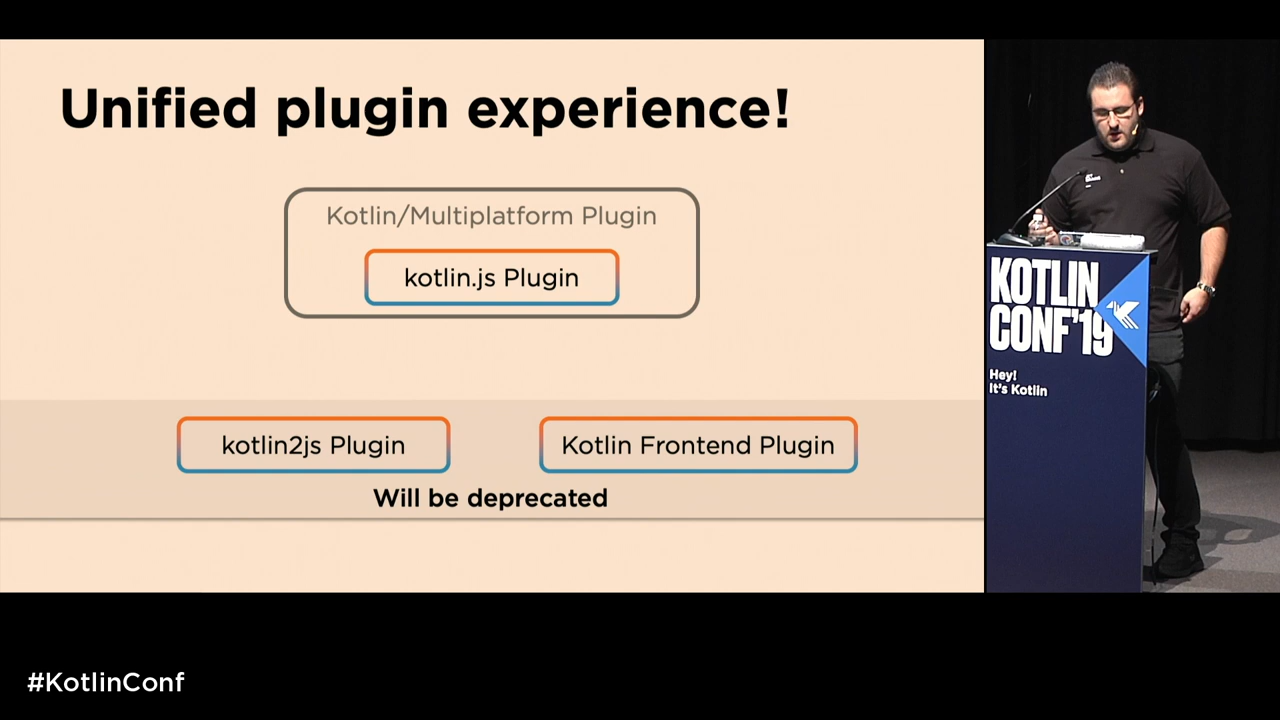 Unified plugin experience!
Kotlin/Multiplatform Plugin
kotlin.js Plugin
kotlin2js Plugin
Kotlin Frontend Plugin
Will be deprecated
KOTLIN
CONF'19
Hey!
It's Kotlin
#KotlinConf